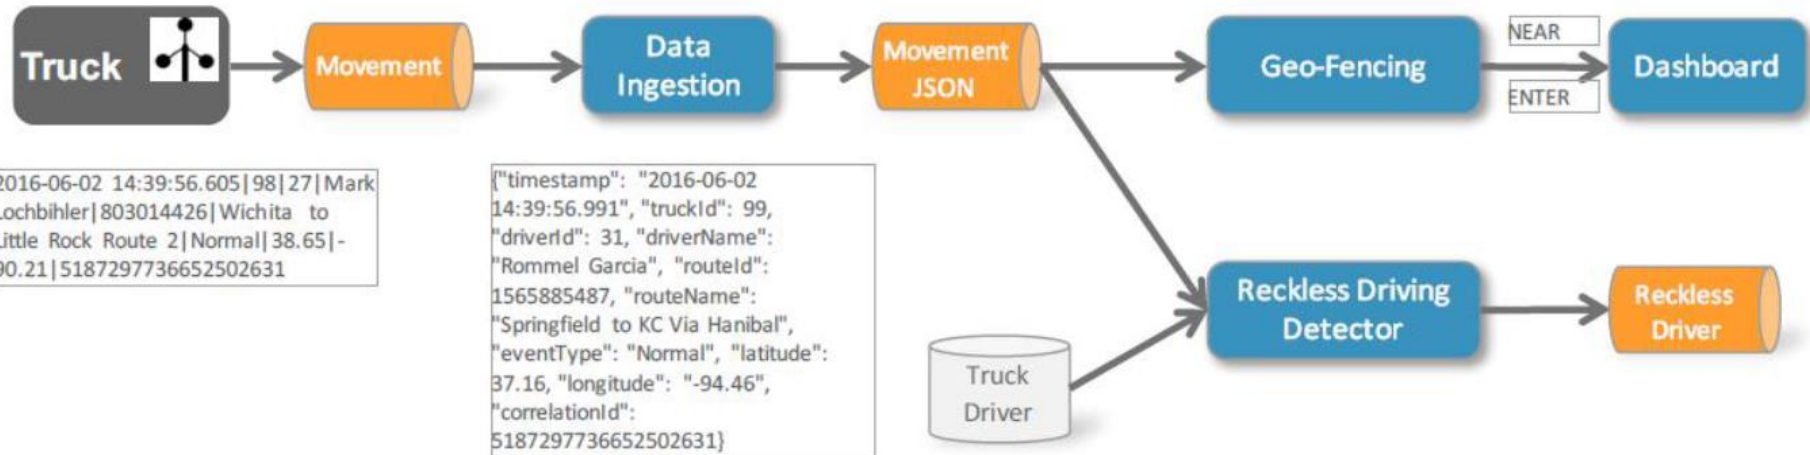 Truck
Movement
Data
Ingestion
Movement
JSON
Geo-Fencing
NEAR
ENTER
Dashboard
2016-06-02 14:39:56.605|98|27|Mark
Lochbihler|803014426|Wichita to
Little Rock Route 2|Normal|38.65|-
90.21|5187297736652502631
{"timestamp": "2016-06-02
14:39:56.991", "truckId": 99,
"driverId": 31, "driverName":
"Rommel Garcia", "routeId":
1565885487, "routeName":
"Springfield to KC Via Hanibal",
"eventType": "Normal", "latitude":
37.16, "longitude": "-94.46",
"correlationId":
5187297736652502631}
Truck
Driver
Reckless Driving
Detector
Reckless
Driver